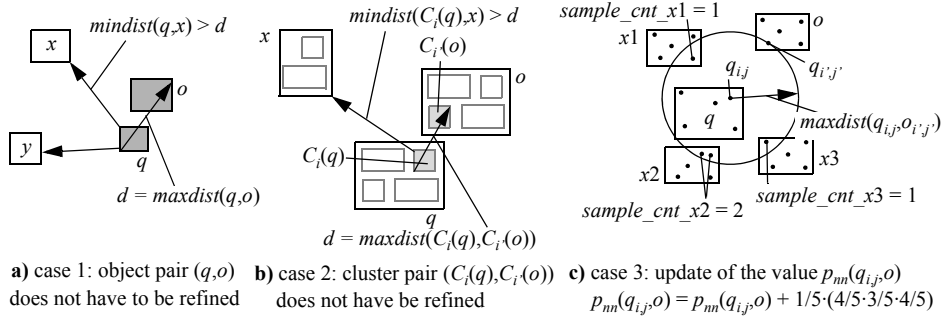 mindist(q,x) > d
x
o
y
q
d = maxdist(q,o)
a) case 1: object pair (q,o)
does not have to be refined
mindist(C_i(q),x) > d
x
C_i'(o)
o
C_i(q)
q
d = maxdist(C_i(q),C_i'(o))
b) case 2: cluster pair (C_i(q),C_i'(o))
does not have be refined
sample_cnt_x1 = 1
x1
o
q_i',j'
q_i,j
q
maxdist(q_i,j,o_i',j')
x2
x3
sample_cnt_x3 = 1
sample_cnt_x2 = 2
c) case 3: update of the value p_nn(q_i,j,o)
p_nn(q_i,j,o) = p_nn(q_i,j,o) + 1/5·(4/5·3/5·4/5)